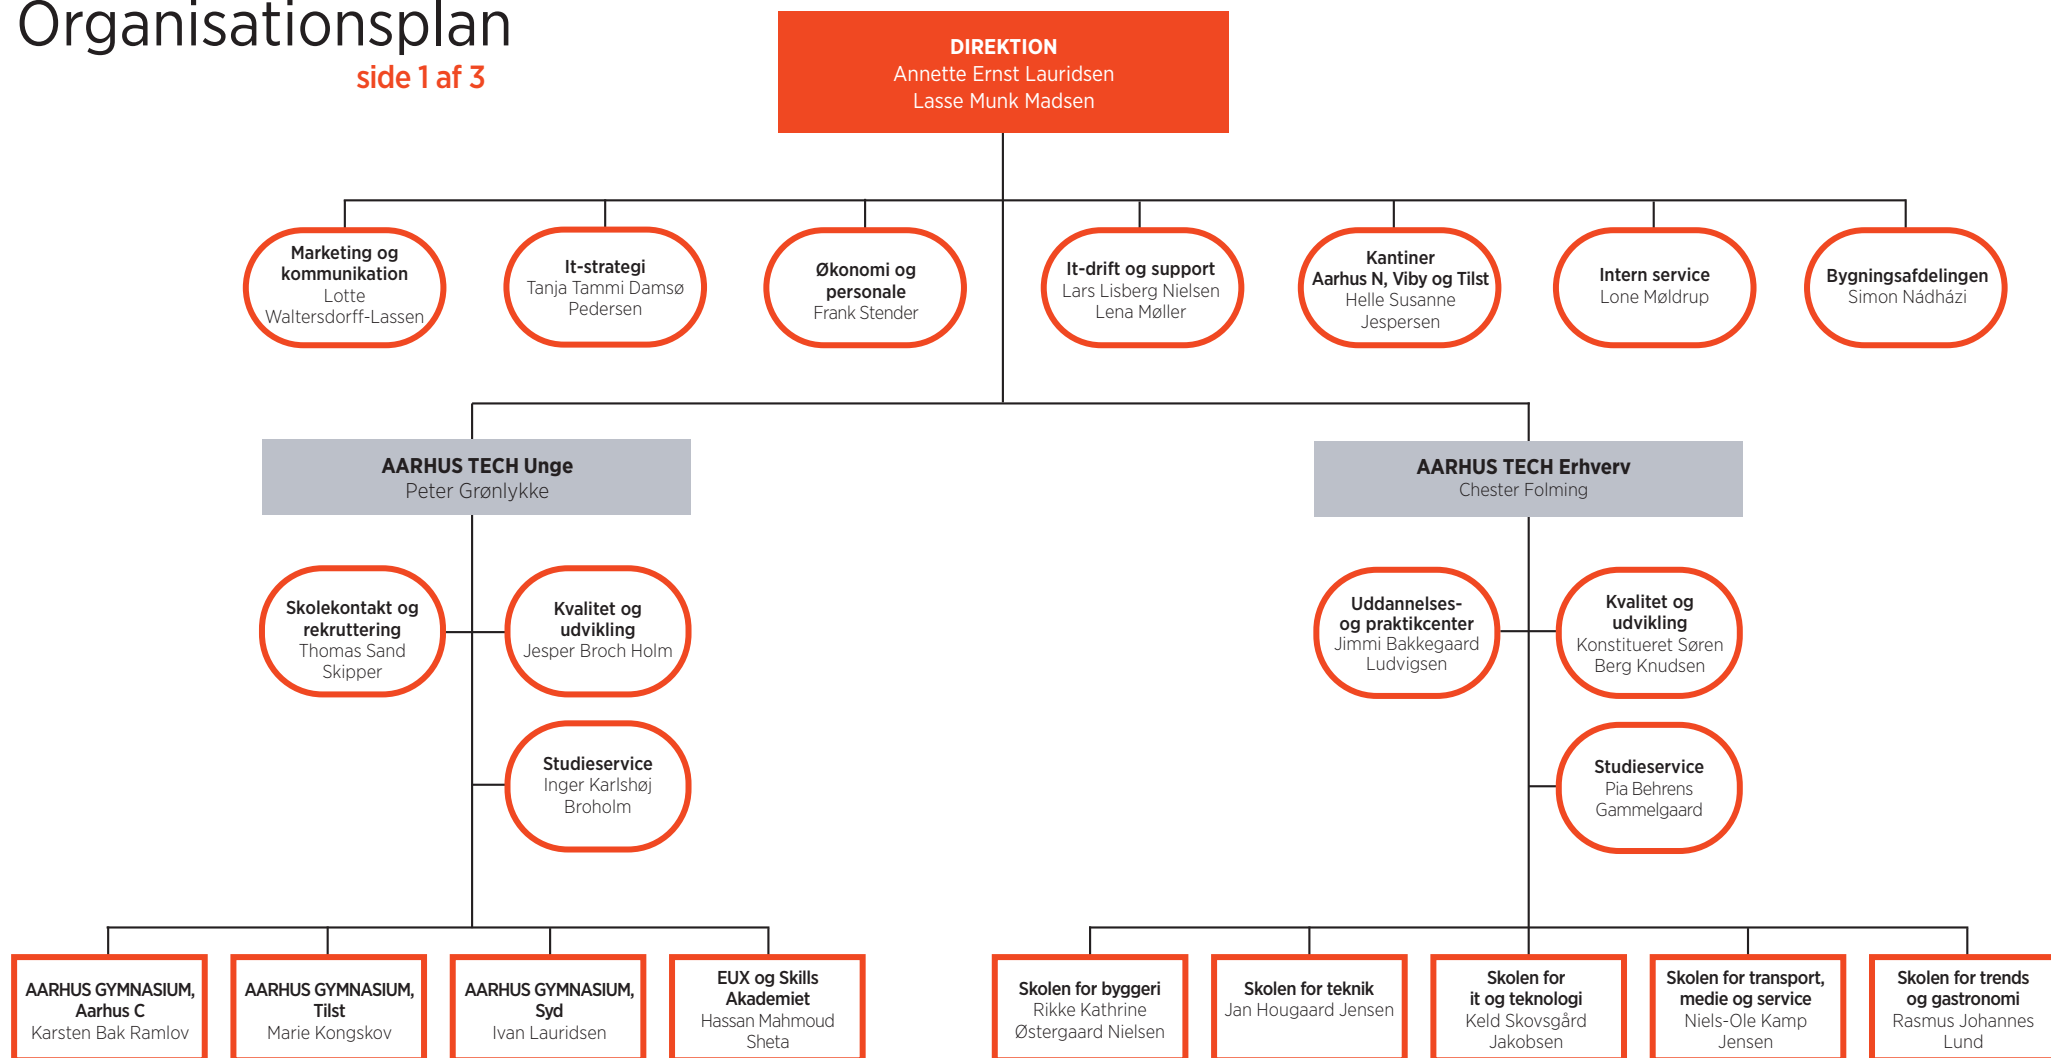 Organisationsplan
side 1 af 3
DIREKTION
Annette Ernst Lauridsen
Lasse Munk Madsen
Marketing og
kommunikation
Lotte
Waltersdorff-Lassen
It-strategi
Tanja Tammi Damsø
Pedersen
Økonomi og
personale
Frank Stender
It-drift og support
Lars Lisberg Nielsen
Lena Møller
Kantiner
Aarhus N, Viby og Tilst
Helle Susanne
Jespersen
Intern service
Lone Møldrup
Bygningsafdelingen
Simon Nádházi
AARHUS TECH Unge
Peter Grønlykke
AARHUS TECH Erhverv
Chester Folming
Skolekontakt og
rekruttering
Thomas Sand
Skipper
Kvalitet og
udvikling
Jesper Broch Holm
Studieservice
Inger Karlshøj
Broholm
Uddannelses-
og praktikcenter
Jimmi Bakkegaard
Ludvigsen
Kvalitet og
udvikling
Konstitueret Søren
Berg Knudsen
Studieservice
Pia Behrens
Gammelgaard
AARHUS GYMNASIUM,
Aarhus C
Karsten Bak Ramlov
AARHUS GYMNASIUM,
Tilst
Marie Kongskov
AARHUS GYMNASIUM,
Syd
Ivan Lauridsen
EUX og Skills
Akademiet
Hassan Mahmoud
Sheta
Skolen for byggeri
Rikke Kathrine
Østergaard Nielsen
Skolen for teknik
Jan Hougaard Jensen
Skolen for
it og teknologi
Keld Skovsgård
Jakobsen
Skolen for transport,
medie og service
Niels-Ole Kamp
Jensen
Skolen for trends
og gastronomi
Rasmus Johannes
Lund